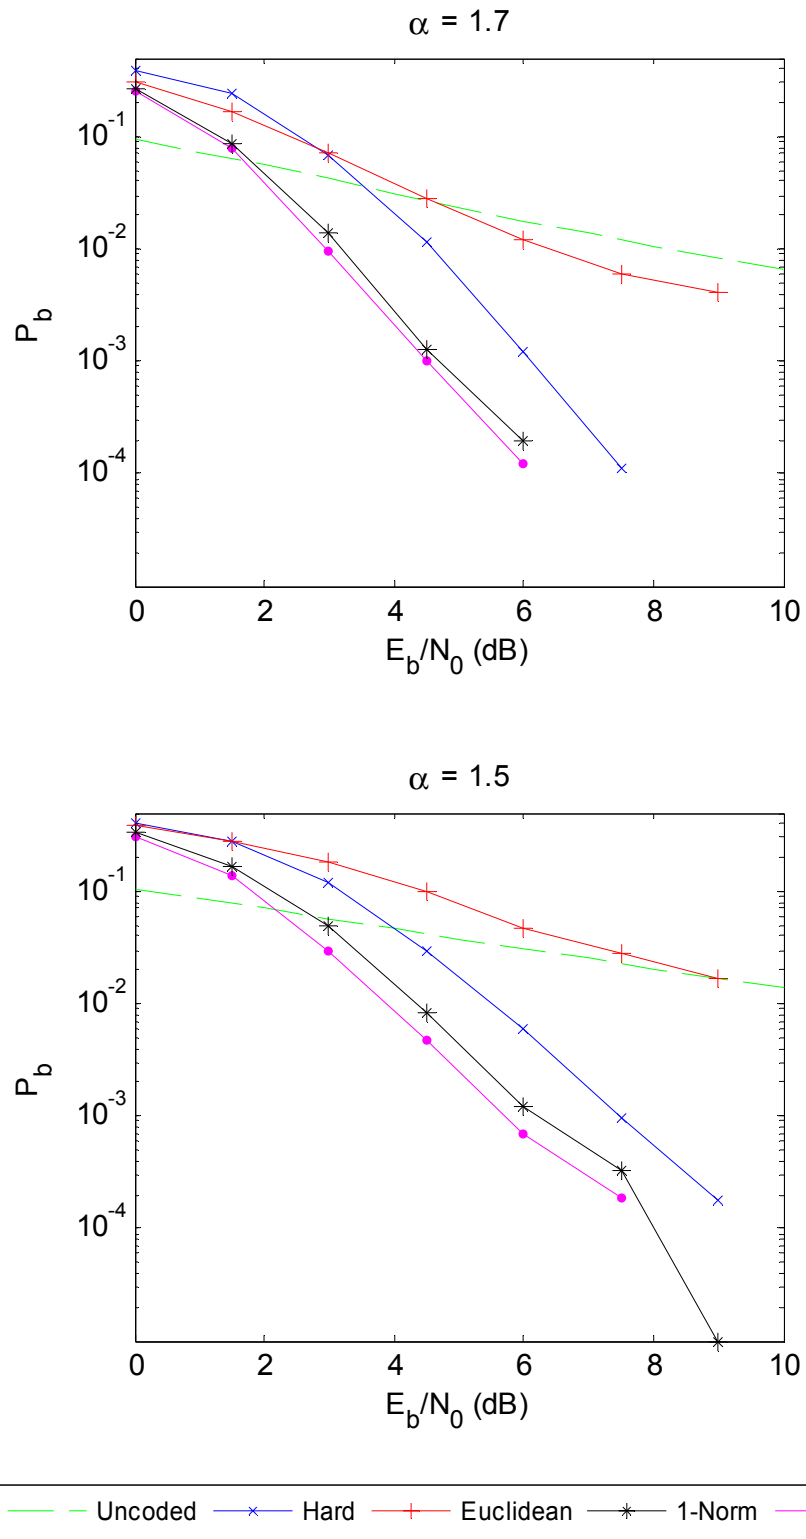 α = 1.7
10^-1
10^-2
10^-3
10^-4
P_b
0 2 4 6 8 10
E_b/N_0 (dB)
α = 1.5
10^-1
10^-2
10^-3
10^-4
P_b
0 2 4 6 8 10
E_b/N_0 (dB)
Uncoded Hard Euclidean 1-Norm